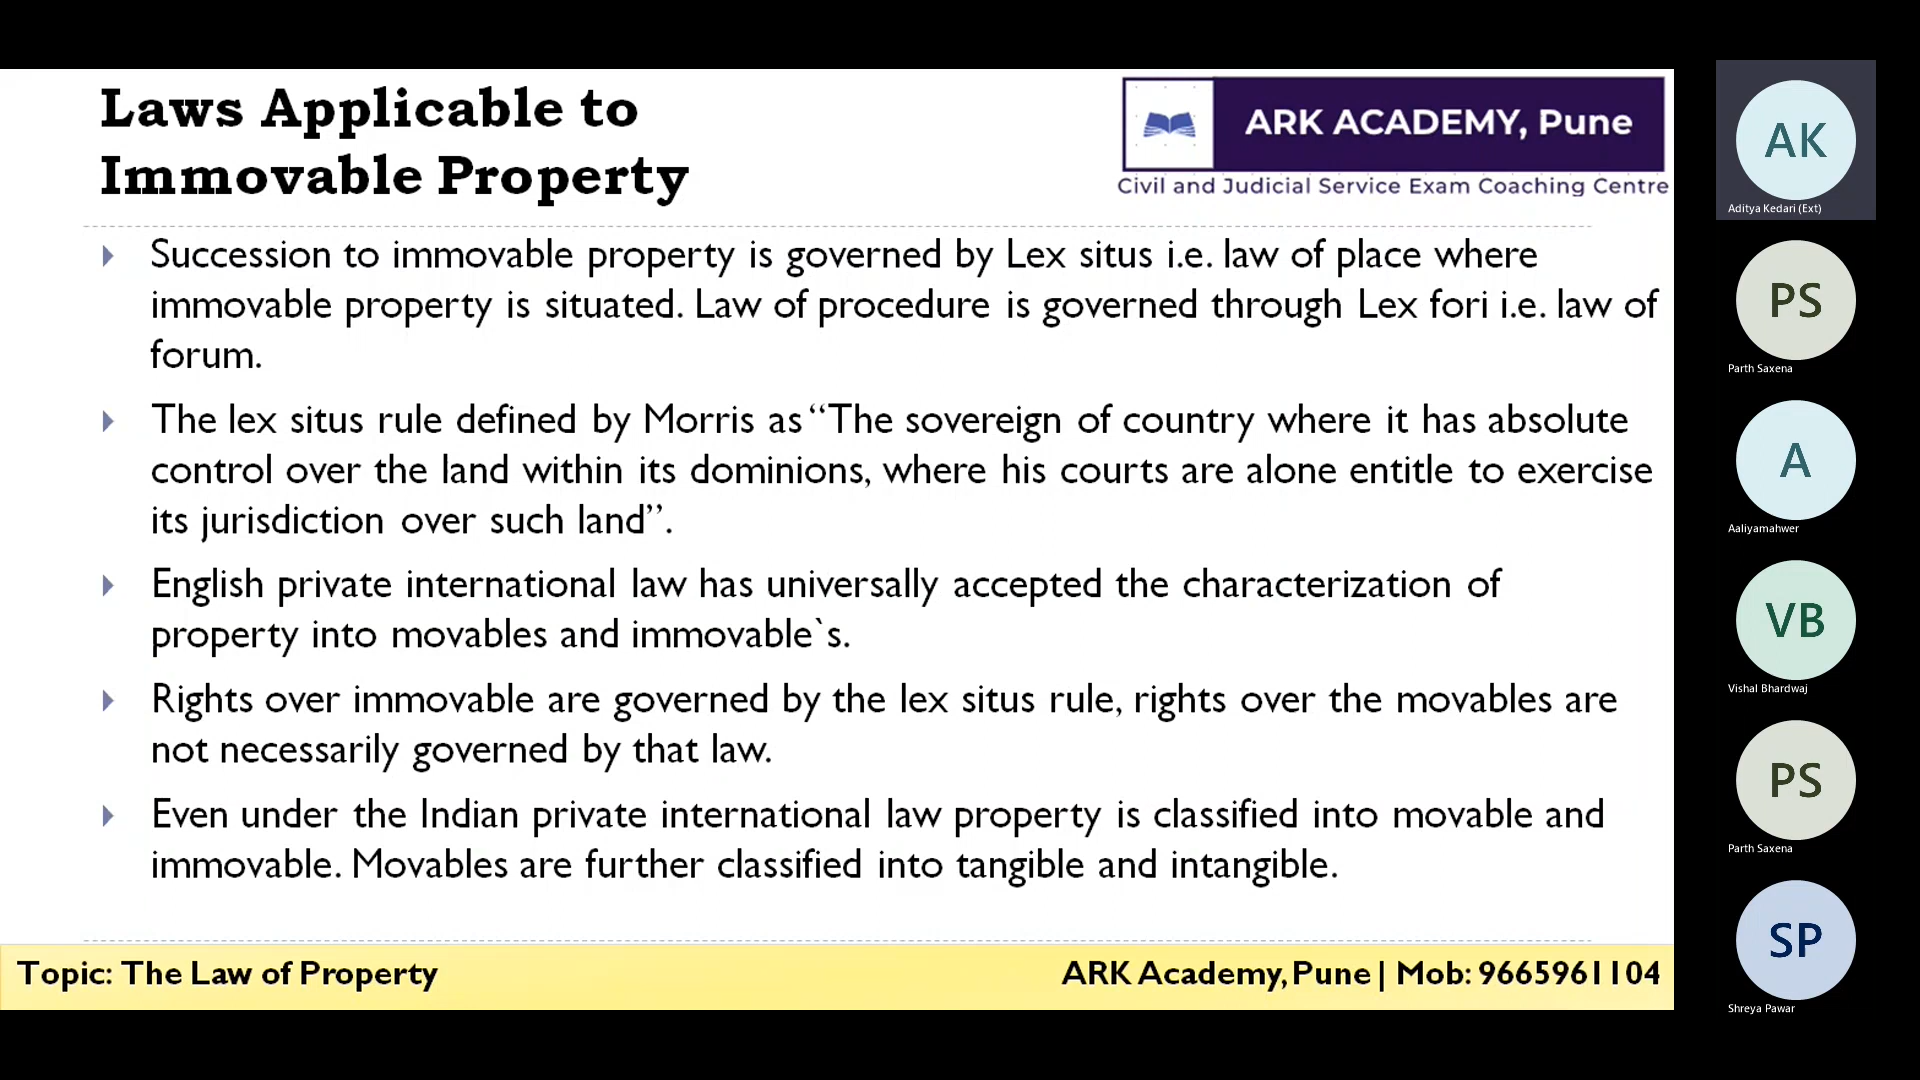 Laws Applicable to
Immovable Property
ARK ACADEMY, Pune
Civil and Judicial Service Exam Coaching Centre
Succession to immovable property is governed by Lex situs i.e. law of place where
immovable property is situated. Law of procedure is governed through Lex fori i.e. law of
forum.
The lex situs rule defined by Morris as “The sovereign of country where it has absolute
control over the land within its dominions, where his courts are alone entitle to exercise
its jurisdiction over such land”.
English private international law has universally accepted the characterization of
property into movables and immovable`s.
Rights over immovable are governed by the lex situs rule, rights over the movables are
not necessarily governed by that law.
Even under the Indian private international law property is classified into movable and
immovable. Movables are further classified into tangible and intangible.
Topic: The Law of Property
ARK Academy, Pune | Mob: 9665961104
AK
Aditya Kedari (Ext)
PS
Parth Saxena
A
Aaliyamahwer
VB
Vishal Bhardwaj
PS
Parth Saxena
SP
Shreya Pawar